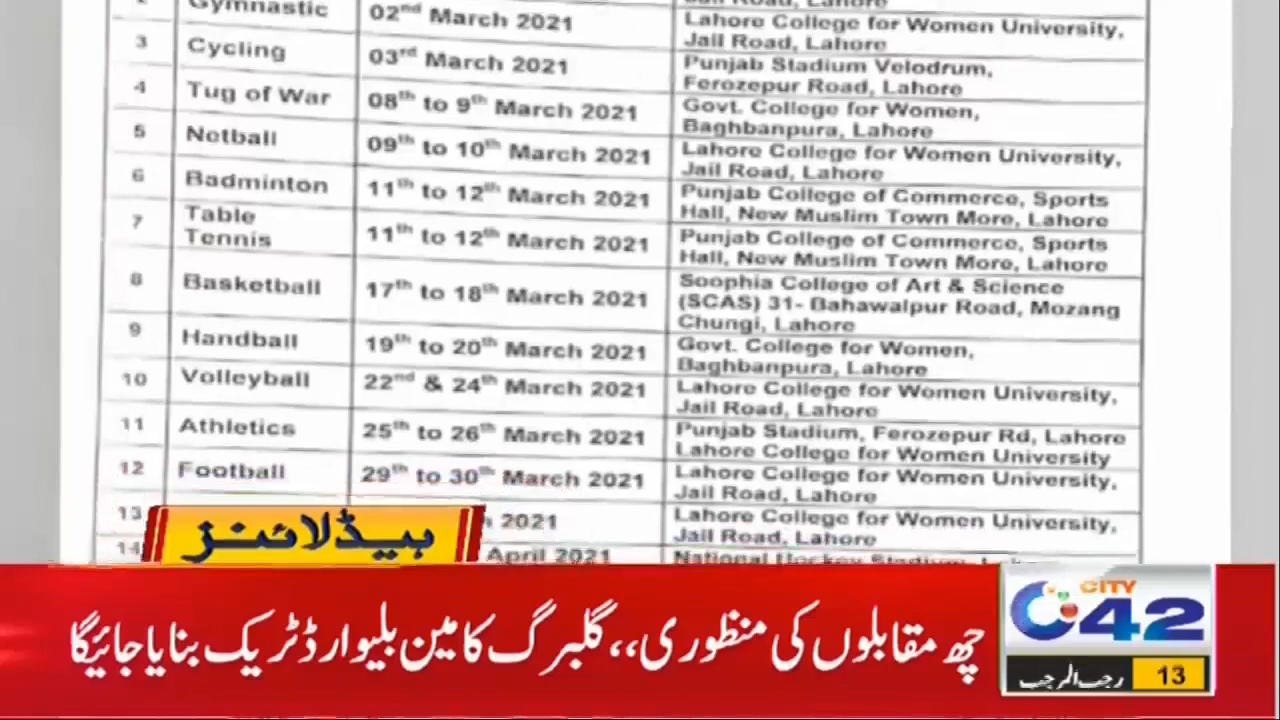 Gymnastic 02nd March 2021 Lahore College for Women University,
Jail Road, Lahore
3 Cycling 03rd March 2021 Punjab Stadium Velodrum,
Ferozepur Road, Lahore
4 Tug of War 08th to 9th March 2021 Govt. College for Women,
Baghbanpura, Lahore
5 Netball 09th to 10th March 2021 Lahore College for Women University,
Jail Road, Lahore
6 Badminton 11th to 12th March 2021 Punjab College of Commerce, Sports
Hall, New Muslim Town More, Lahore
7 Table
Tennis 11th to 12th March 2021 Punjab College of Commerce, Sports
Hall, New Muslim Town More, Lahore
8 Basketball 17th to 18th March 2021 Soophia College of Art & Science
(SCAS) 31- Bahawalpur Road, Mozang
Chungi, Lahore
9 Handball 19th to 20th March 2021 Govt. College for Women,
Baghbanpura, Lahore
10 Volleyball 22nd & 24th March 2021 Lahore College for Women University,
Jail Road, Lahore
11 Athletics 25th to 26th March 2021 Punjab Stadium, Ferozepur Rd, Lahore
Lahore College for Women University
12 Football 29th to 30th March 2021 Lahore College for Women University,
Jail Road, Lahore
13 2021 Lahore College for Women University,
Jail Road, Lahore
14 April 2021 National Hockey Stadium
ہیڈلائنز
چھ مقابلوں کی منظوری،،گلبرگ کا مین بلیوارڈ ٹریک بنایا جائیگا
CITY
42
13 رجب المرجب